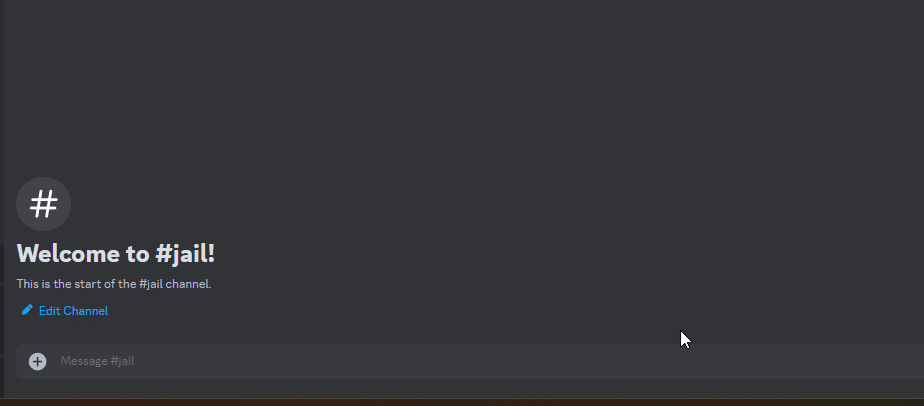 #
Welcome to #jail!
This is the start of the #jail channel.
Edit Channel
Message #jail